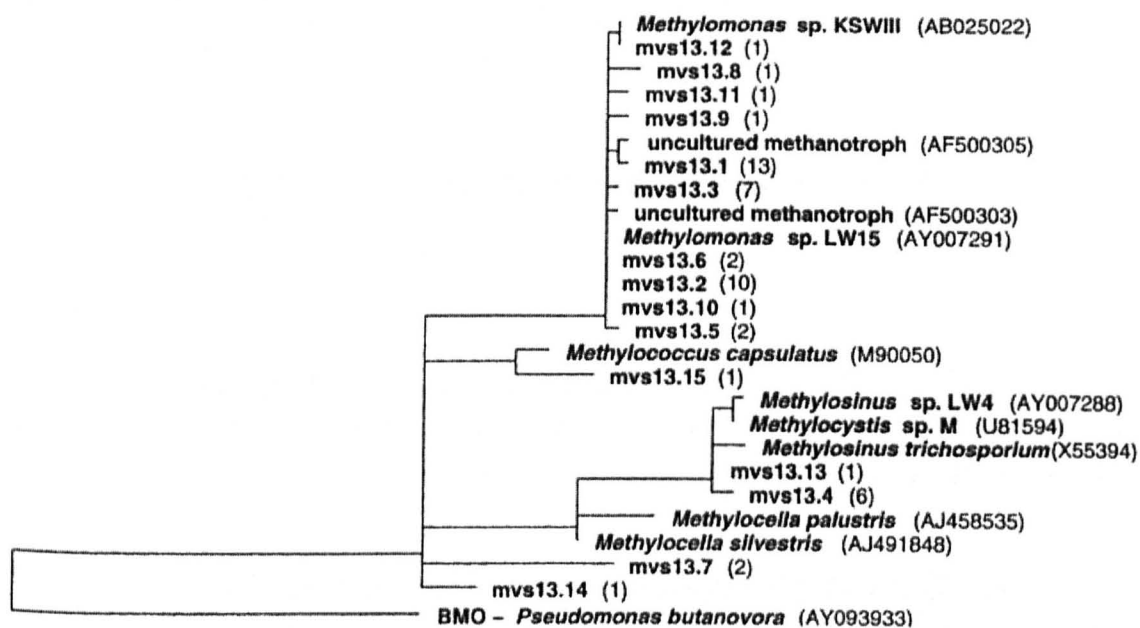 Methylomonas sp. KSWIII (AB025022)
mvs13.12 (1)
mvs13.8 (1)
mvs13.11 (1)
mvs13.9 (1)
uncultured methanotroph (AF500305)
mvs13.1 (13)
mvs13.3 (7)
uncultured methanotroph (AF500303)
Methylomonas sp. LW15 (AY007291)
mvs13.6 (2)
mvs13.2 (10)
mvs13.10 (1)
mvs13.5 (2)
Methylococcus capsulatus (M90050)
mvs13.15 (1)
Methylosinus sp. LW4 (AY007288)
Methylocystis sp. M (U81594)
Methylosinus trichosporium(X55394)
mvs13.13 (1)
mvs13.4 (6)
Methylocella palustris (AJ458535)
Methylocella silvestris (AJ491848)
mvs13.7 (2)
mvs13.14 (1)
BMO – Pseudomonas butanovora (AY093933)